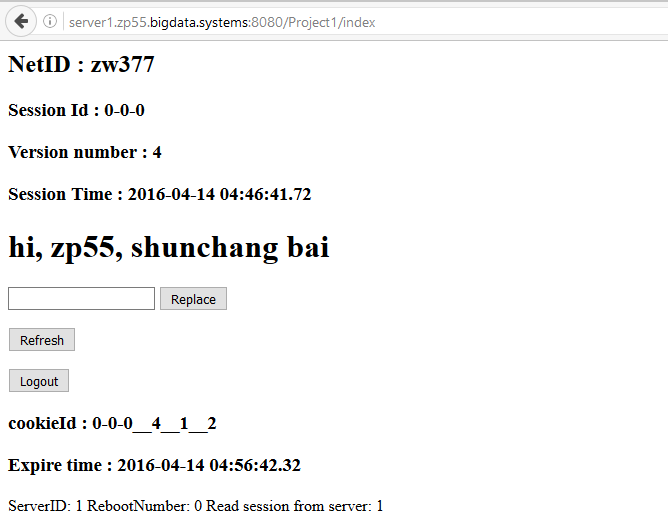 server1.zp55.bigdata.systems:8080/Project1/index
NetID : zw377
Session Id : 0-0-0
Version number : 4
Session Time : 2016-04-14 04:46:41.72
hi, zp55, shunchang bai
Replace
Refresh
Logout
cookieId : 0-0-0__4__1__2
Expire time : 2016-04-14 04:56:42.32
ServerID: 1 RebootNumber: 0 Read session from server: 1